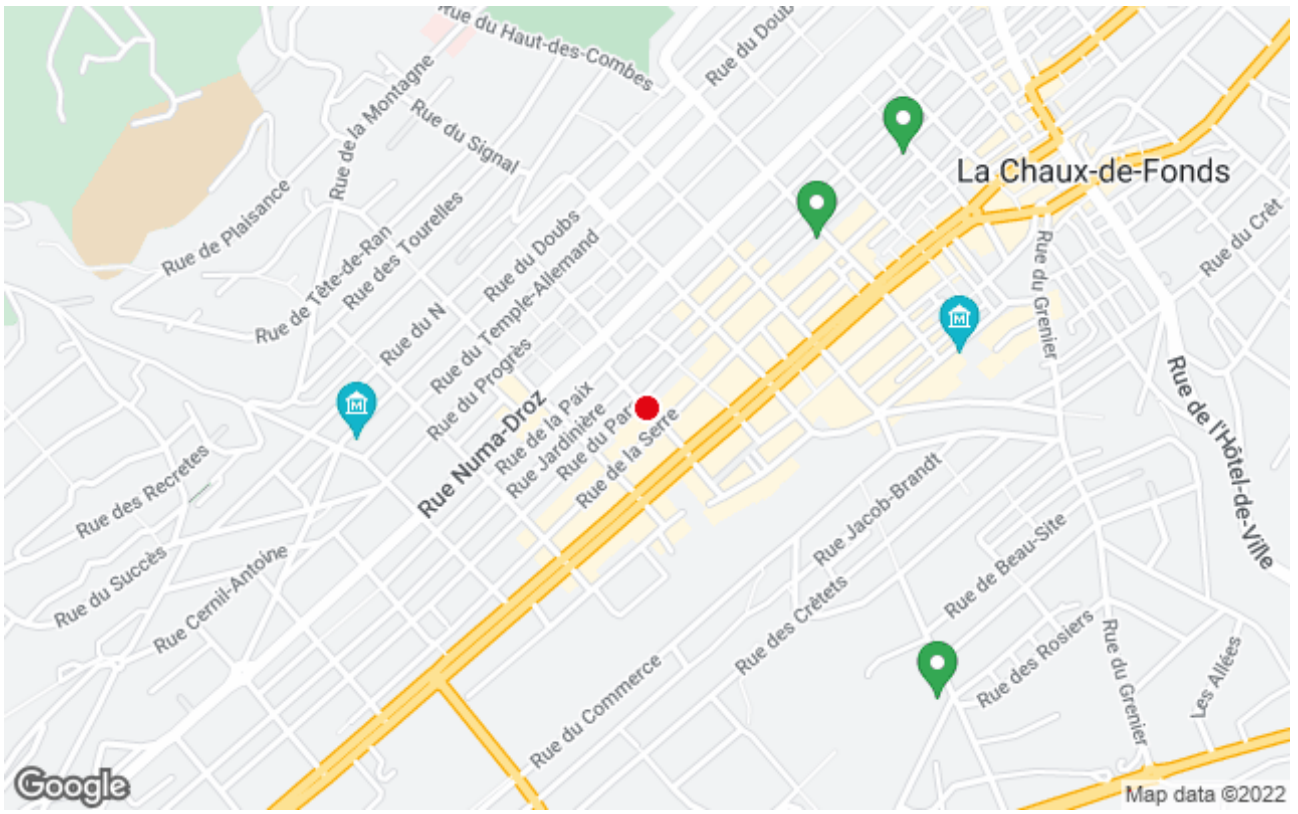 Rue du Haut-des-Combes
Rue du Doub
Rue de la Montagne
Rue du Signal
La Chaux-de-Fonds
Rue de Plaisance
Rue des Tourelles
Rue du Doubs
Rue du Crêt
Rue de Tête-de-Ran
Rue du Temple-Allemand
Rue du Grenier
Rue du N
M
Rue du Progrès
Rue de l'Hôtel-de-Ville
M
Rue Numa-Droz
Rue de la Paix
Rue Jardinière
Rue du Parc
Rue de la Serre
Rue des Recretes
Rue Jacob-Brandt
Rue du Succès
Rue Cernil-Antoine
Rue de Beau-Site
Rue des Crêtets
Rue des Rosiers
Rue du Grenier
Les Allées
Rue du Commerce
Google
Map data ©2022